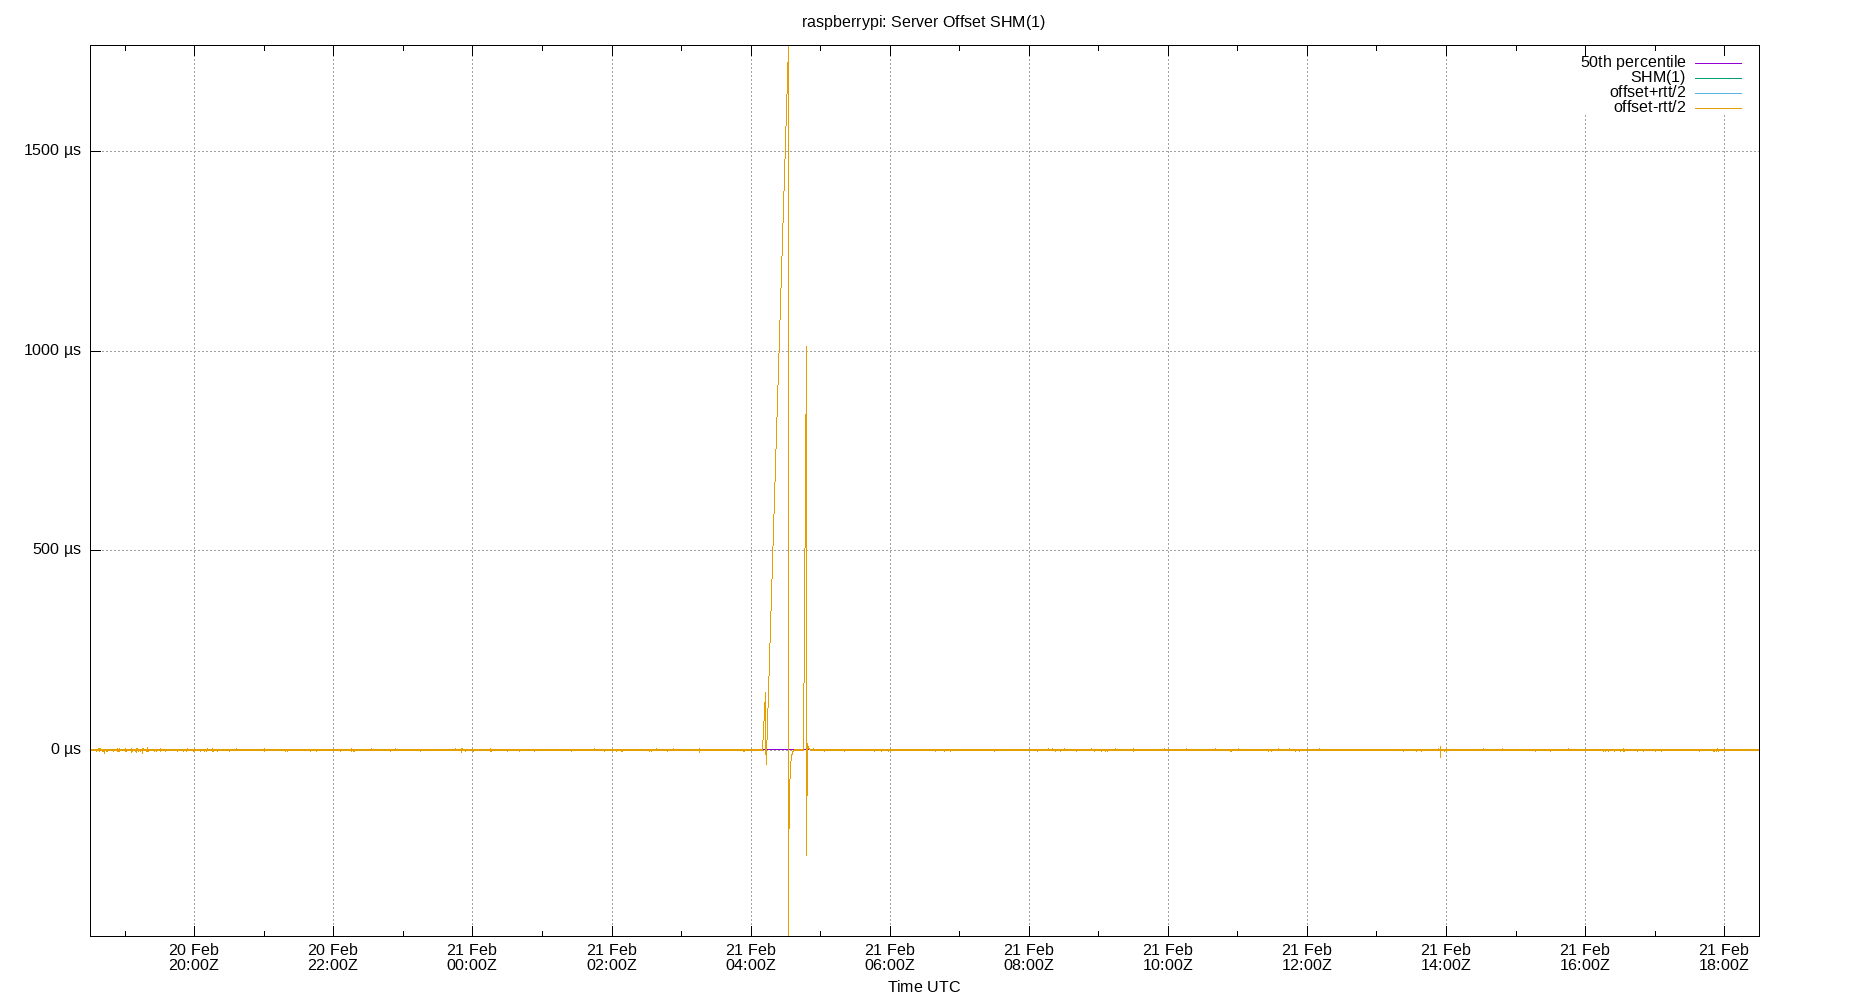 raspberrypi: Server Offset SHM(1)
50th percentile
SHM(1)
offset+rtt/2
offset-rtt/2
1500 µs
1000 µs
500 µs
0 µs
20 Feb 20 Feb 21 Feb 21 Feb 21 Feb 21 Feb 21 Feb 21 Feb 21 Feb 21 Feb 21 Feb 21 Feb
20:00Z 22:00Z 00:00Z 02:00Z 04:00Z 06:00Z 08:00Z 10:00Z 12:00Z 14:00Z 16:00Z 18:00Z
Time UTC